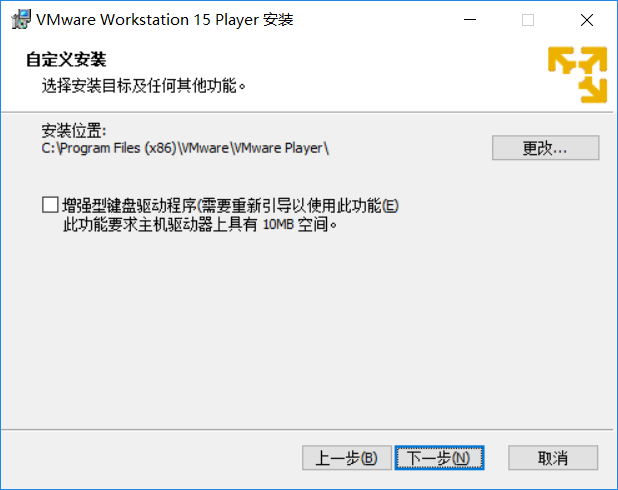 VMware Workstation 15 Player 安装
自定义安装
选择安装目标及任何其他功能。
安装位置:
C:\Program Files (x86)\VMware\VMware Player\
更改...
增强型键盘驱动程序(需要重新引导以使用此功能(E)
此功能要求主机驱动器上具有 10MB 空间。
上一步(B) 下一步(N) 取消